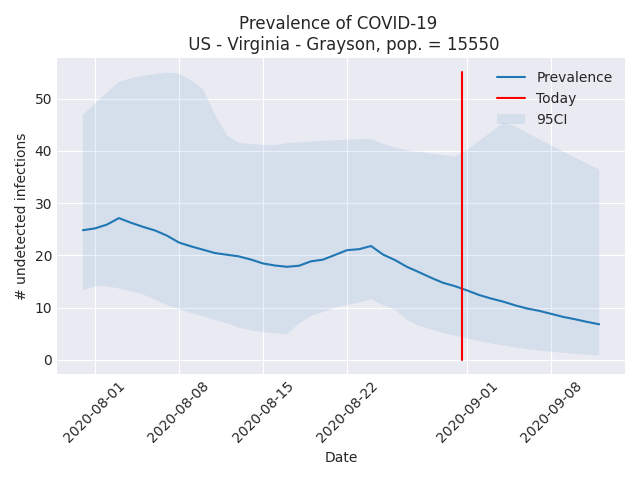 Prevalence of COVID-19
US - Virginia - Grayson, pop. = 15550
Prevalence
Today
95CI
# undetected infections
50
40
30
20
10
0
2020-08-01
2020-08-08
2020-08-15
2020-08-22
2020-09-01
2020-09-08
Date